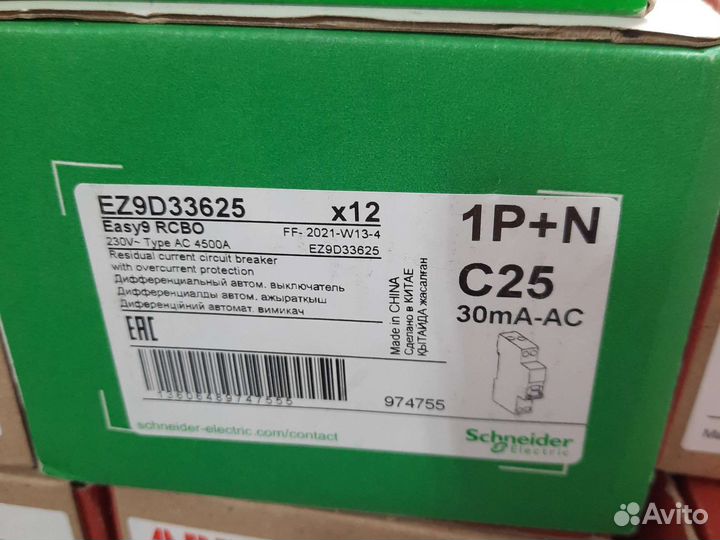 EZ9D33625 x12
Easy9 RCBO FF- 2021-W13-4
230V~ Type AC 4500A EZ9D33625
Residual current circuit breaker
with overcurrent protection
Дифференциальный автом. выключатель
Дифференциалды автом. ажыратқыш
Диференційний автомат. вимикач
EAC
13606489747555
schneider-electric.com/contact
Made in CHINA
Сделано в КИТАЕ
ҚЫТАЙДА жасалған
974755
1P+N
C25
30mA-AC
Schneider
Electric
Avito